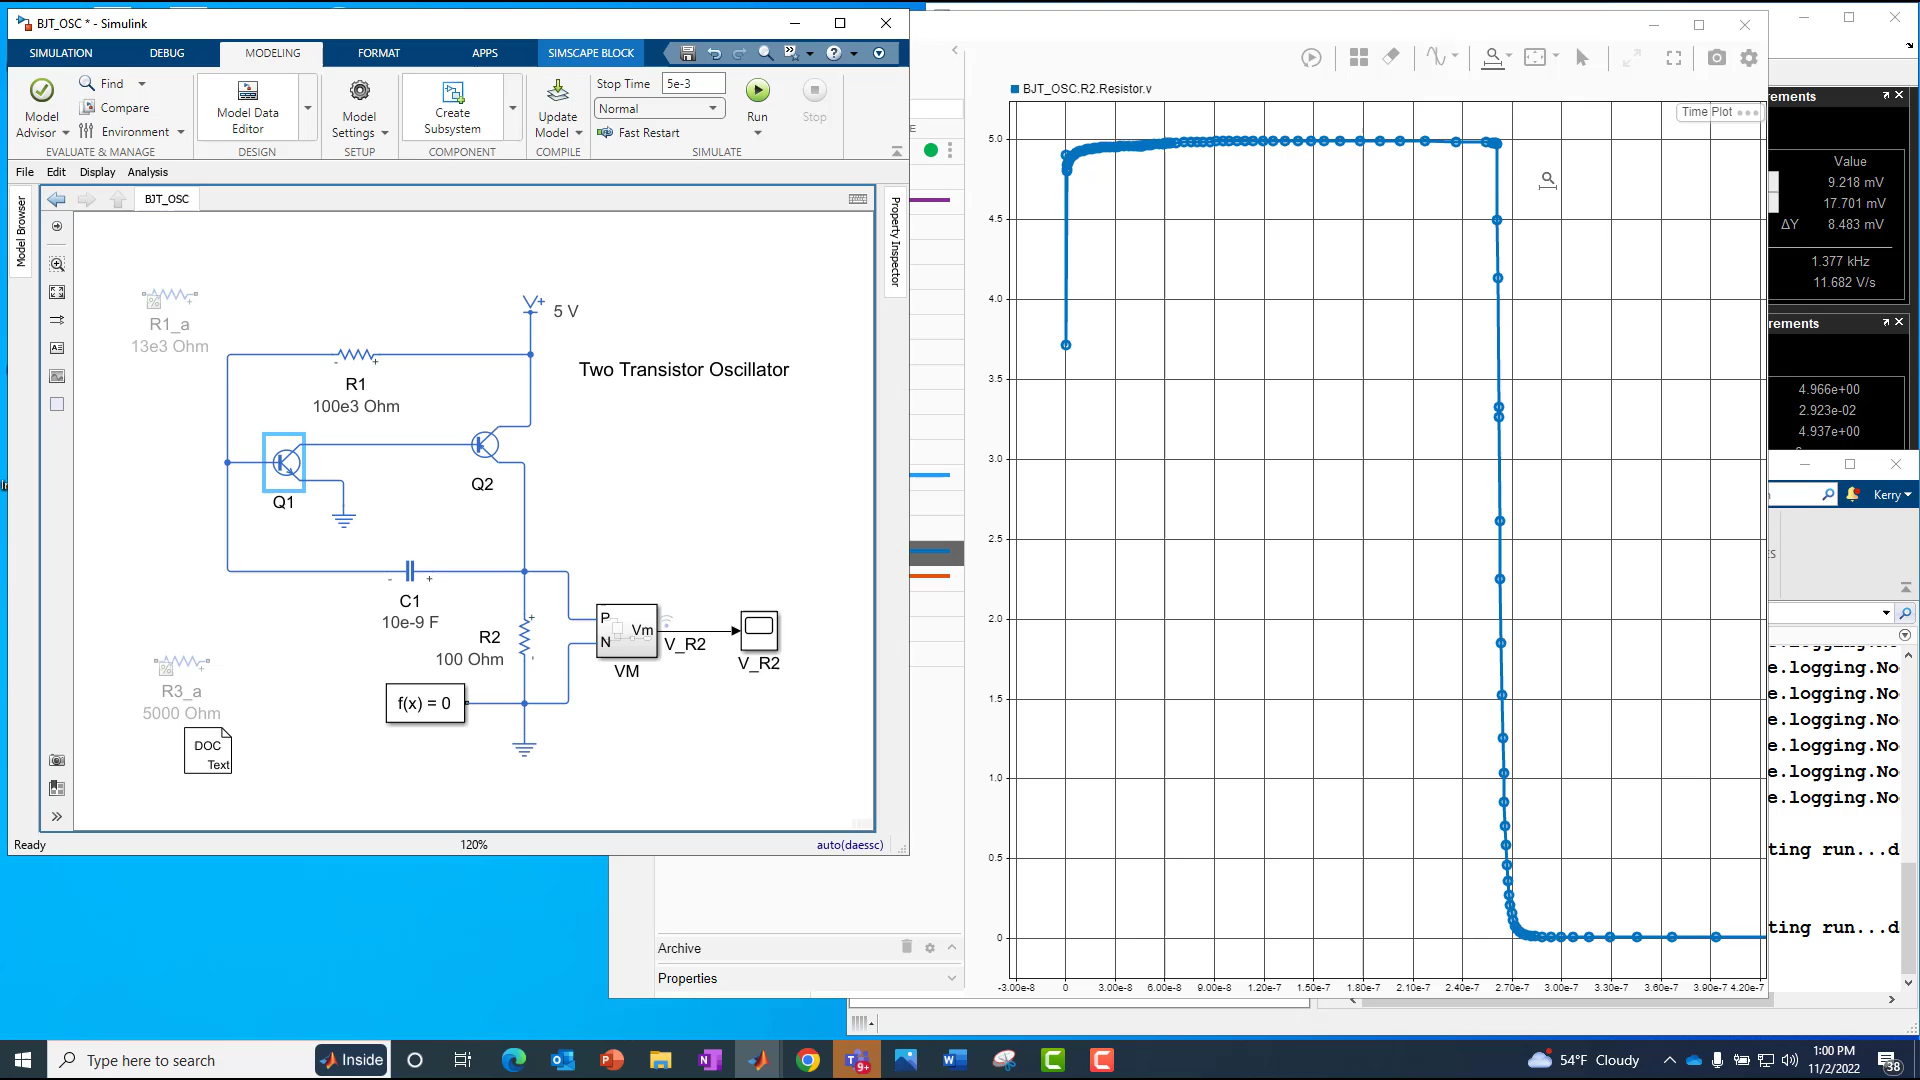 BJT_OSC * - Simulink
SIMULATION
DEBUG
MODELING
FORMAT
APPS
SIMSCAPE BLOCK
Model
Advisor
Find
Compare
Environment
Model Data
Editor
Model
Settings
Create
Subsystem
Update
Model
Stop Time
5e-3
Normal
Fast Restart
Run
Stop
EVALUATE & MANAGE
DESIGN
SETUP
COMPONENT
COMPILE
SIMULATE
File
Edit
Display
Analysis
BJT_OSC
Model Browser
Property Inspector
R1_a
13e3 Ohm
5 V
R1
100e3 Ohm
Two Transistor Oscillator
Q1
Q2
C1
10e-9 F
R2
100 Ohm
P
N
Vm
V_R2
VM
V_R2
R3_a
5000 Ohm
f(x) = 0
DOC
Text
Ready
120%
auto(daessc)
Archive
Properties
BJT_OSC.R2.Resistor.v
Time Plot
5.0
4.5
4.0
3.5
3.0
2.5
2.0
1.5
1.0
0.5
0
-3.00e-8
0
3.00e-8
6.00e-8
9.00e-8
1.20e-7
1.50e-7
1.80e-7
2.10e-7
2.40e-7
2.70e-7
3.00e-7
3.30e-7
3.60e-7
3.90e-7
4.20e-7
ements
Value
9.218 mV
17.701 mV
ΔY
8.483 mV
1.377 kHz
11.682 V/s
rements
4.966e+00
2.923e-02
4.937e+00
Kerry
e.logging.No
e.logging.No
e.logging.No
e.logging.No
e.logging.No
e.logging.No
ting run...d
ting run...d
Type here to search
Inside
9+
54°F Cloudy
1:00 PM
11/2/2022
38